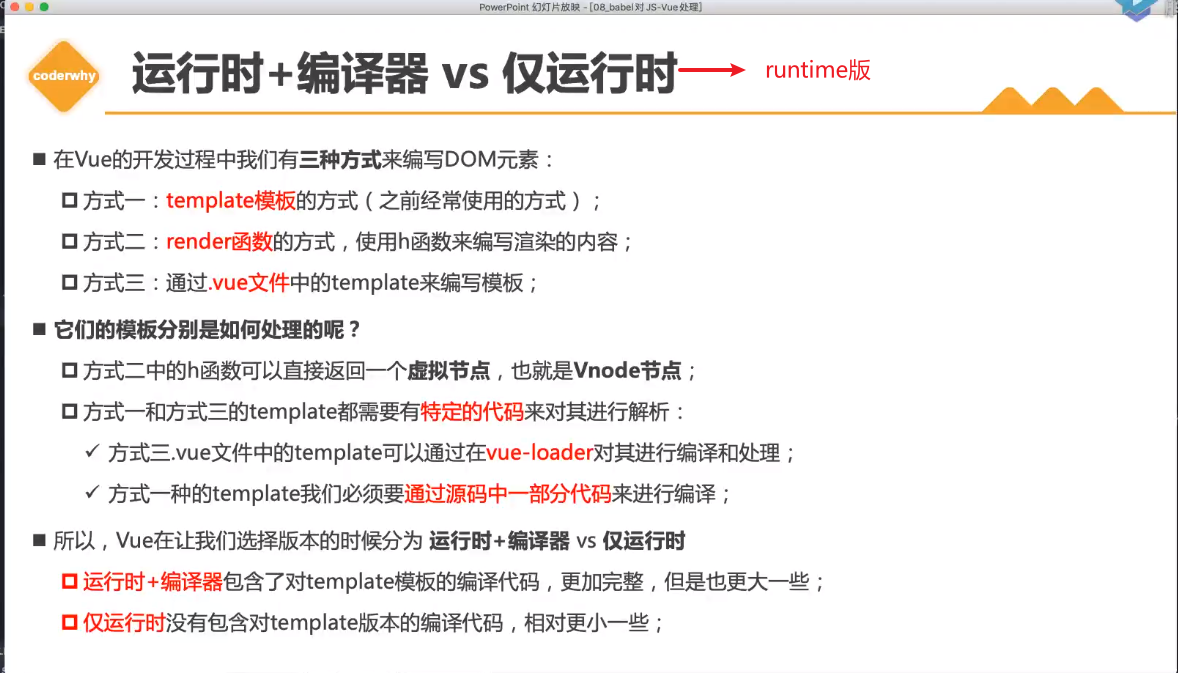 PowerPoint 幻灯片放映 - [08_babel对JS-Vue处理]
coderwhy
运行时+编译器 vs 仅运行时
runtime版
在Vue的开发过程中我们有三种方式来编写DOM元素：
方式一：template模板的方式（之前经常使用的方式）；
方式二：render函数的方式，使用h函数来编写渲染的内容；
方式三：通过.vue文件中的template来编写模板；
它们的模板分别是如何处理的呢？
方式二中的h函数可以直接返回一个虚拟节点，也就是Vnode节点；
方式一和方式三的template都需要有特定的代码来对其进行解析：
✓ 方式三.vue文件中的template可以通过在vue-loader对其进行编译和处理；
✓ 方式一种的template我们必须要通过源码中一部分代码来进行编译；
所以，Vue在让我们选择版本的时候分为 运行时+编译器 vs 仅运行时
运行时+编译器包含了对template模板的编译代码，更加完整，但是也更大一些；
仅运行时没有包含对template版本的编译代码，相对更小一些；